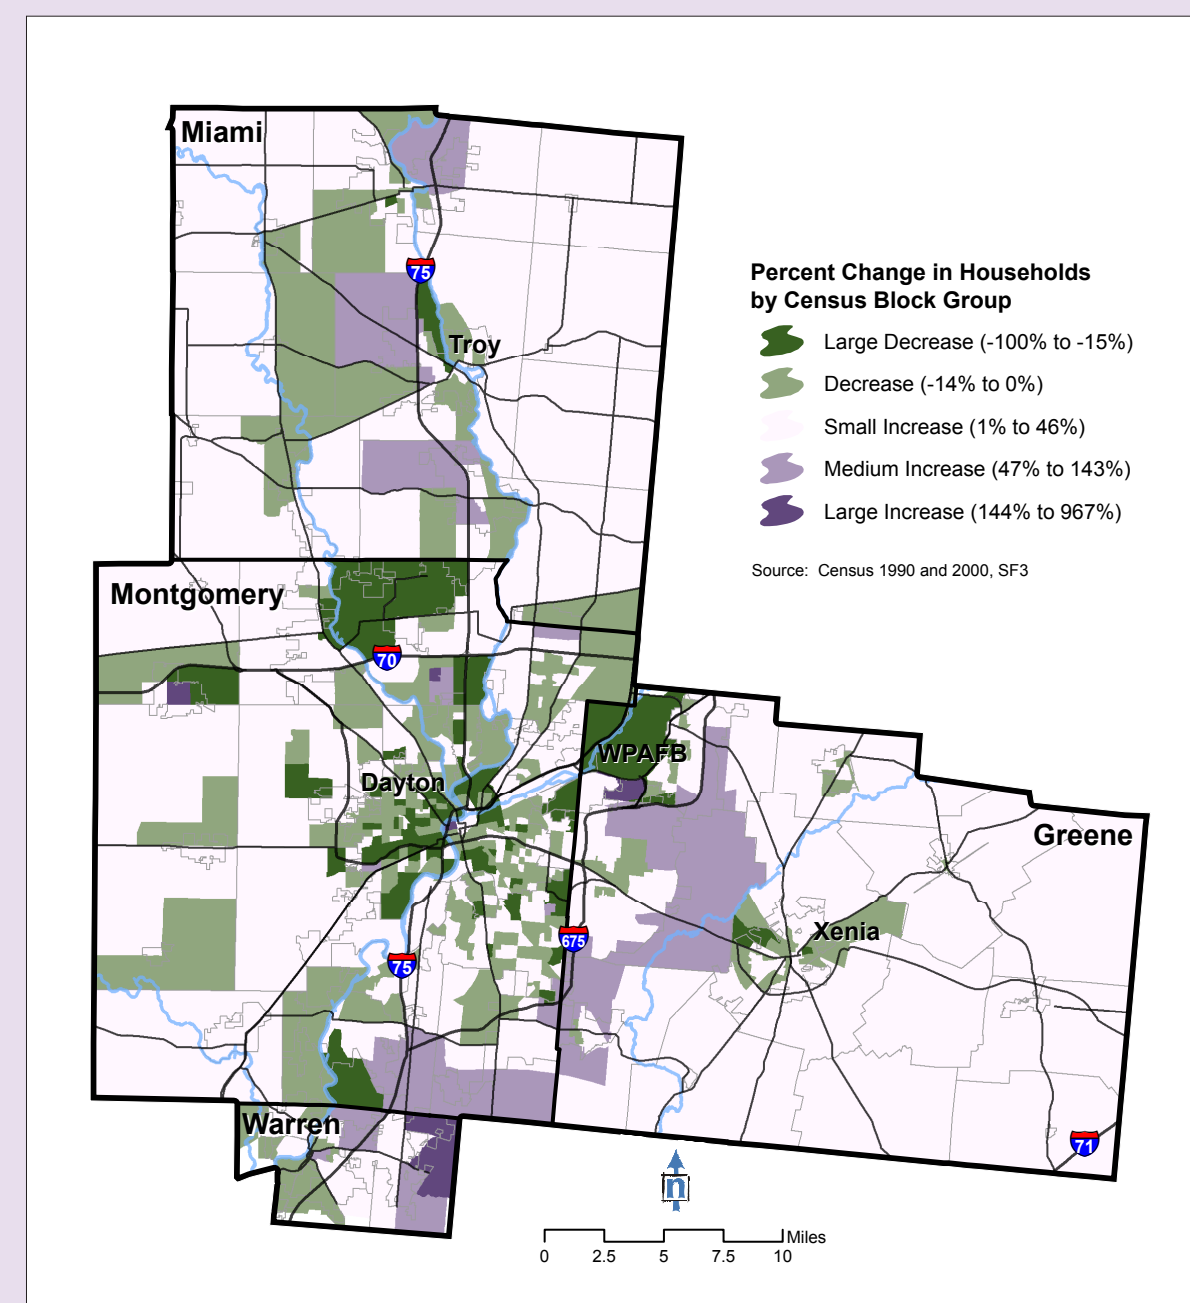 Miami
75
Percent Change in Households
by Census Block Group
Large Decrease (-100% to -15%)
Decrease (-14% to 0%)
Small Increase (1% to 46%)
Medium Increase (47% to 143%)
Large Increase (144% to 967%)
Source: Census 1990 and 2000, SF3
Troy
Montgomery
70
WPAFB
Dayton
Greene
Xenia
675
75
Warren
71
n
Miles
0 2.5 5 7.5 10